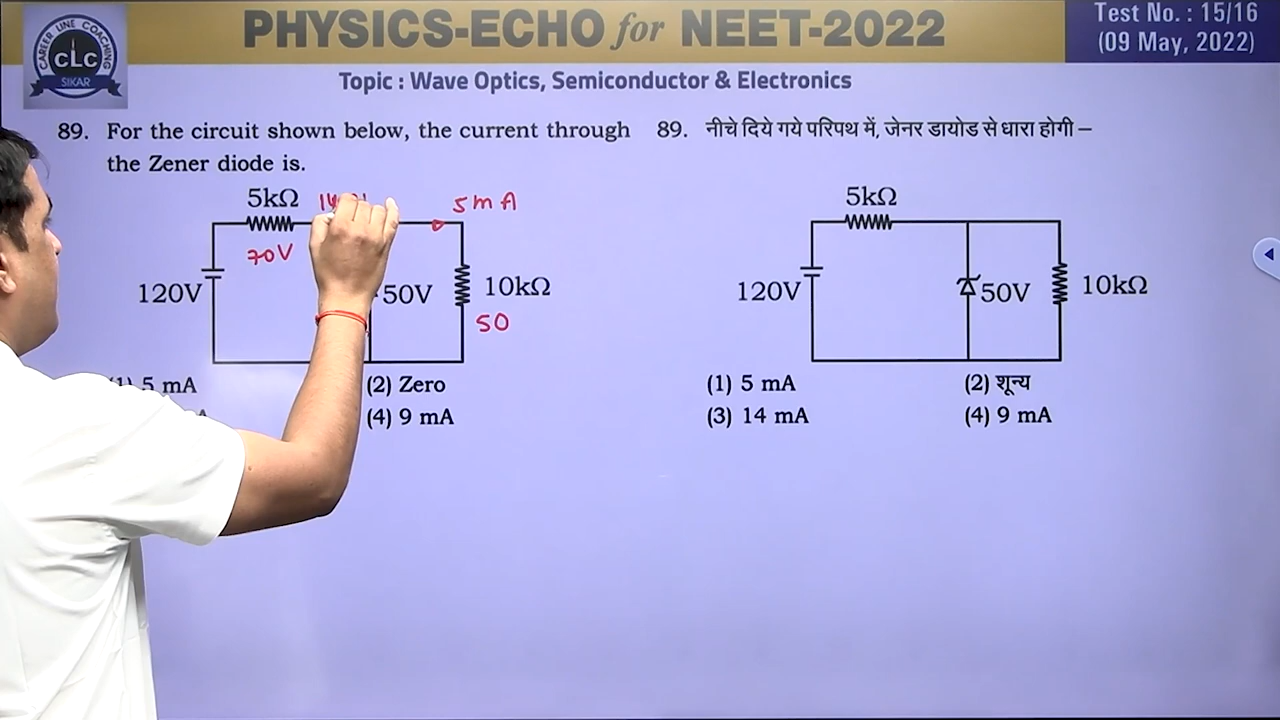 CAREER LINE COACHING
CLC
SIKAR
PHYSICS-ECHO for NEET-2022
Test No. : 15/16
(09 May, 2022)
Topic : Wave Optics, Semiconductor & Electronics
89. For the circuit shown below, the current through
the Zener diode is.
5kΩ
5mA
70V
120V
50V
10kΩ
50
5 mA
(2) Zero
(4) 9 mA
89. नीचे दिये गये परिपथ में, जेनर डायोड से धारा होगी –
5kΩ
120V
50V
10kΩ
(1) 5 mA
(2) शून्य
(3) 14 mA
(4) 9 mA